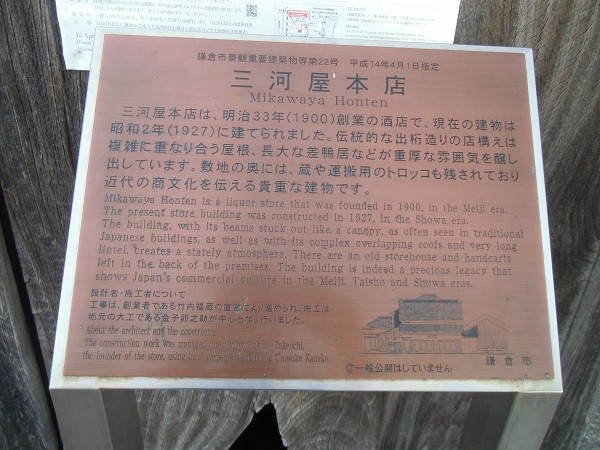 鎌倉市景観重要建築物等第22号 平成14年4月1日指定
三河屋本店
Mikawaya Honten
三河屋本店は、明治33年(1900)創業の酒店で、現在の建物は
昭和2年(1927)に建てられました。伝統的な出桁造りの店構えは
複雑に重なり合う屋根、長大な差鴨居などが重厚な雰囲気を醸し
出しています。敷地の奥には、蔵や運搬用のトロッコも残されており
近代の商文化を伝える貴重な建物です。
Mikawaya Honten is a liquor store that was founded in 1900, in the Meiji era.
The present store building was constructed in 1927, in the Showa era.
The building, with its beams stuck out like a canopy, as often seen in traditional
Japanese buildings, as well as with its complex overlapping roofs and very long
lintel, creates a stately atmosphere. There are an old storehouse and handcarts
left in the back of the premises. The building is indeed a precious legacy that
shows Japan's commercial culture in the Meiji, Taisho and Showa eras.
設計者・施工者について
工事は、創業者である竹内福蔵の直営により進められ、施工は
地元の大工である金子卯之助が中心となり行いました。
About the architect and the constructor
The construction work was managed Takeuchi,
the founder of the store, using local carpenters Unosuke Kaneko.
鎌倉市
◎一般公開はしていません